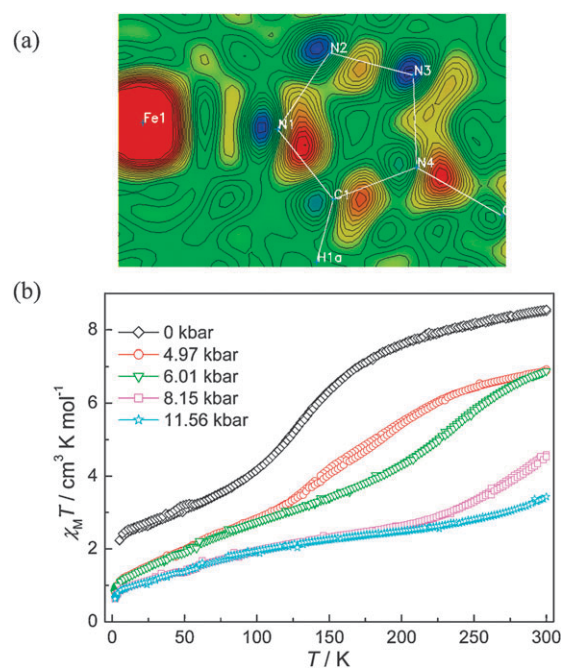 (a)
N2
N3
Fe1
N1
N4
C1
C
H1a
(b)
0 kbar
4.97 kbar
6.01 kbar
8.15 kbar
11.56 kbar
8
6
4
2
0
χMT / cm³ K mol⁻¹
0 50 100 150 200 250 300
T / K